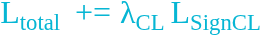 L_total += λ_CL L_SignCL